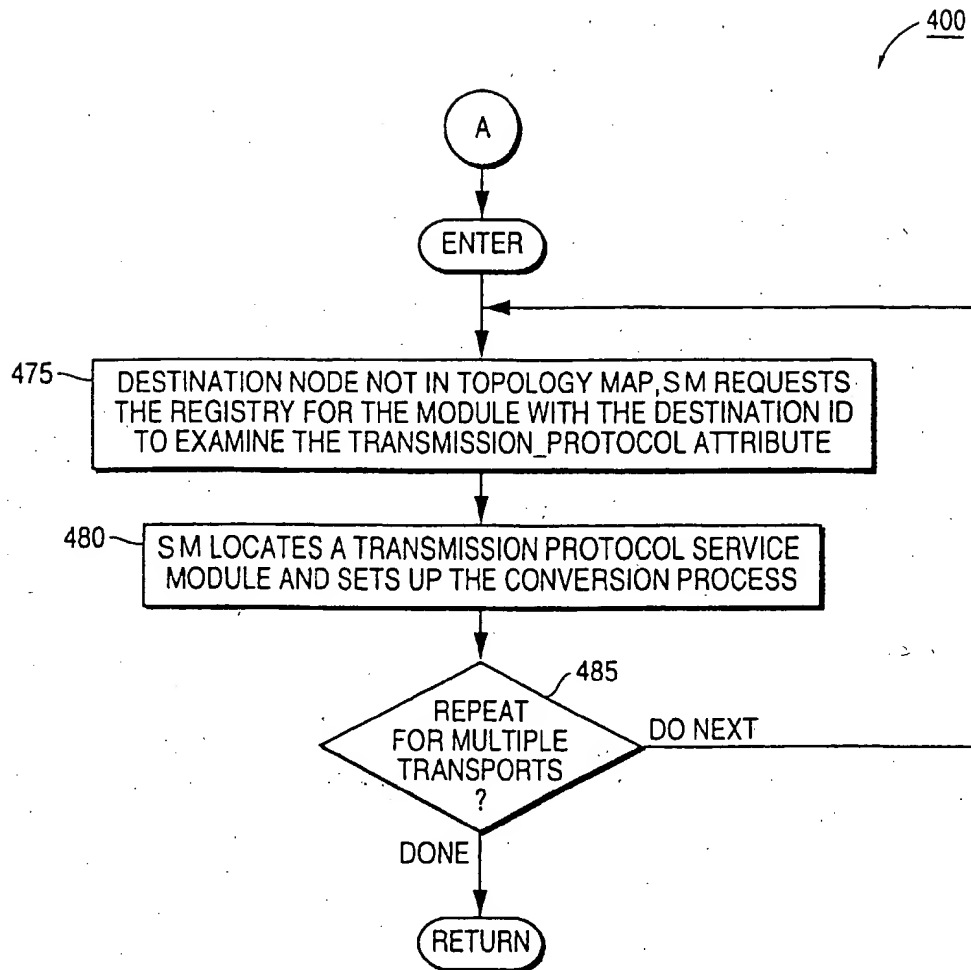 400
A
ENTER
475
DESTINATION NODE NOT IN TOPOLOGY MAP, SM REQUESTS
THE REGISTRY FOR THE MODULE WITH THE DESTINATION ID
TO EXAMINE THE TRANSMISSION_PROTOCOL ATTRIBUTE
480
SM LOCATES A TRANSMISSION PROTOCOL SERVICE
MODULE AND SETS UP THE CONVERSION PROCESS
485
REPEAT
FOR MULTIPLE
TRANSPORTS
?
DO NEXT
DONE
RETURN